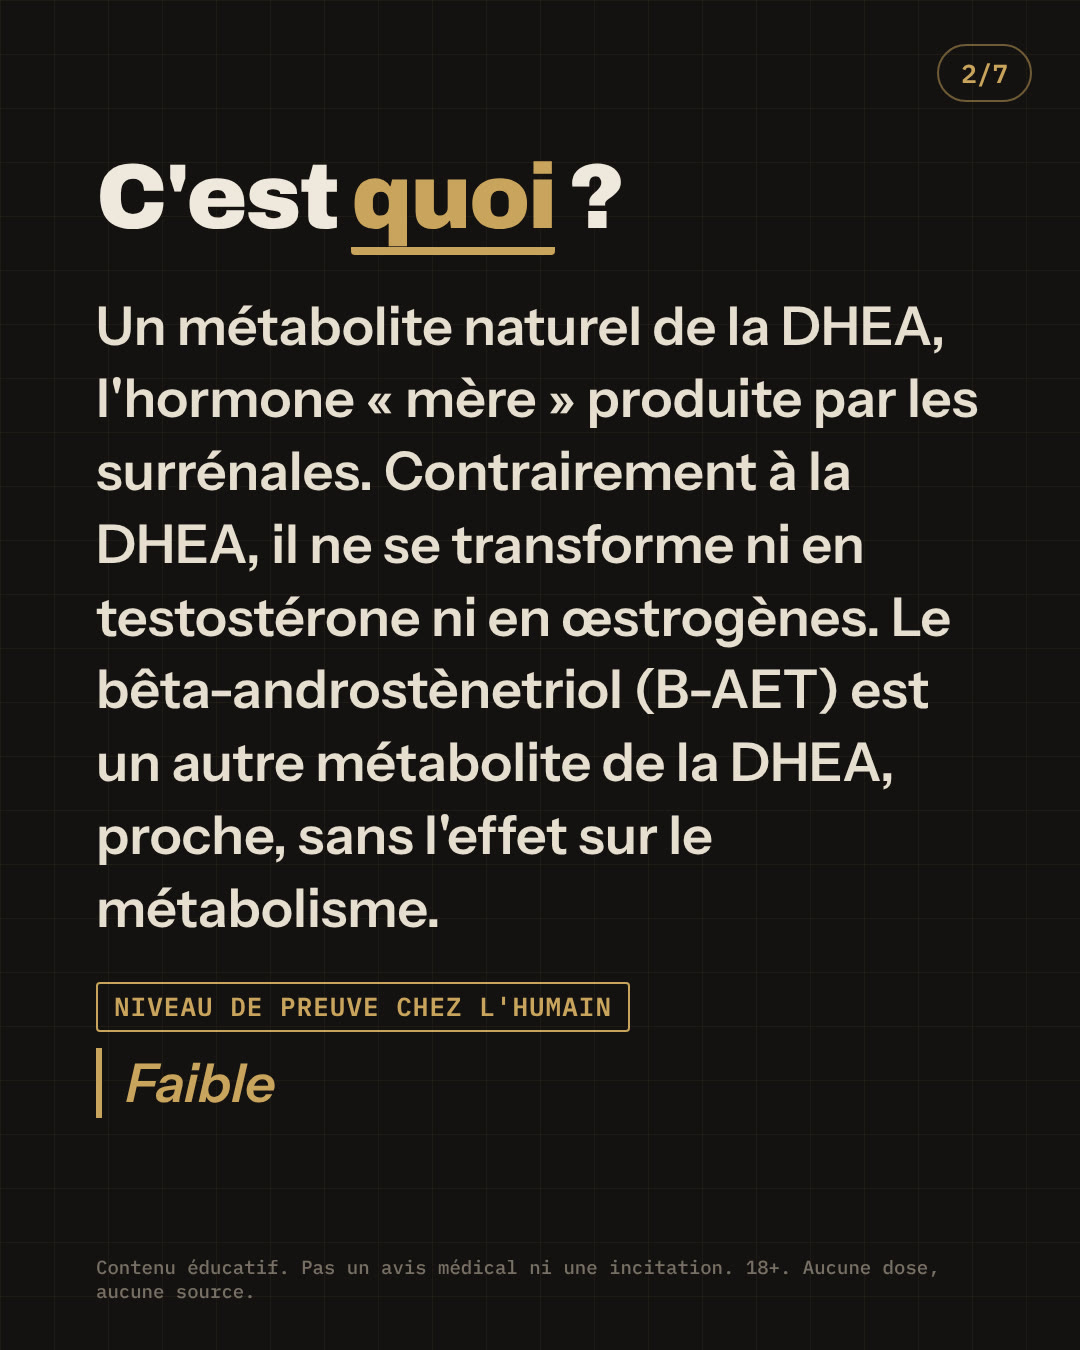 2/7
C'est quoi ?
Un métabolite naturel de la DHEA,
l'hormone « mère » produite par les
surrénales. Contrairement à la
DHEA, il ne se transforme ni en
testostérone ni en œstrogènes. Le
bêta-androstènetriol (B-AET) est
un autre métabolite de la DHEA,
proche, sans l'effet sur le
métabolisme.
NIVEAU DE PREUVE CHEZ L'HUMAIN
Faible
Contenu éducatif. Pas un avis médical ni une incitation. 18+. Aucune dose,
aucune source.